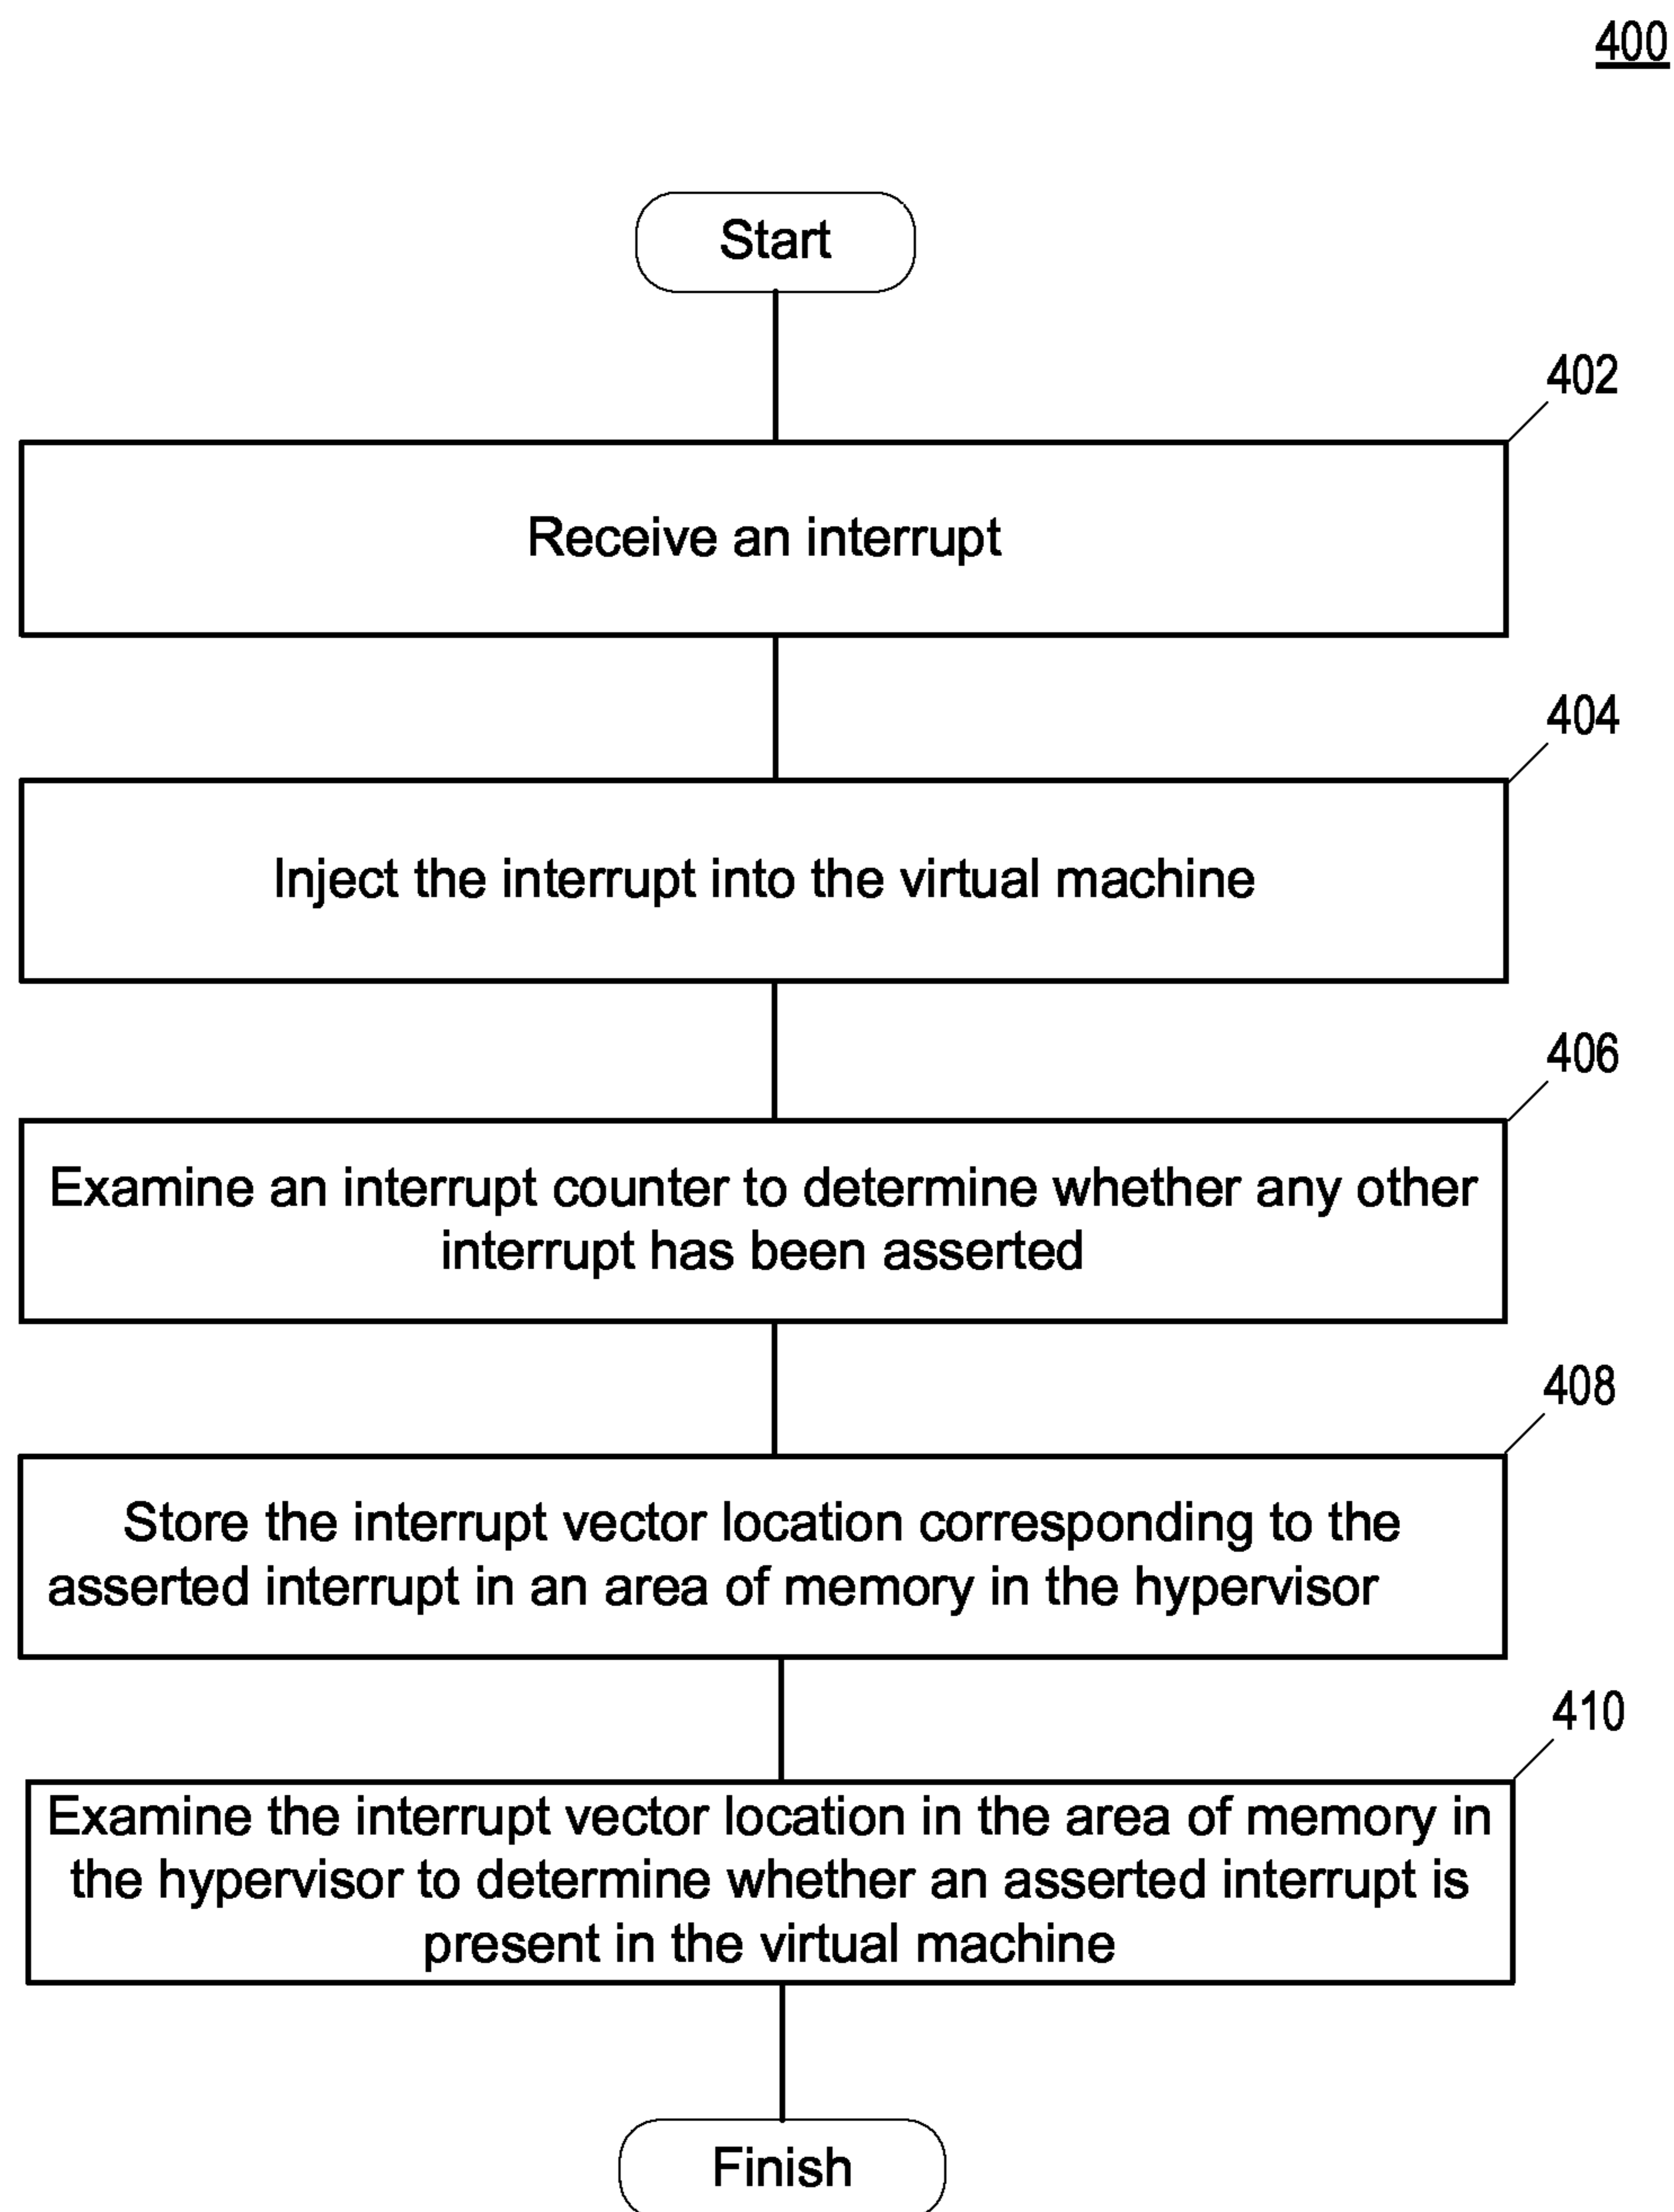 400
Start
402
Receive an interrupt
404
Inject the interrupt into the virtual machine
406
Examine an interrupt counter to determine whether any other
interrupt has been asserted
408
Store the interrupt vector location corresponding to the
asserted interrupt in an area of memory in the hypervisor
410
Examine the interrupt vector location in the area of memory in
the hypervisor to determine whether an asserted interrupt is
present in the virtual machine
Finish